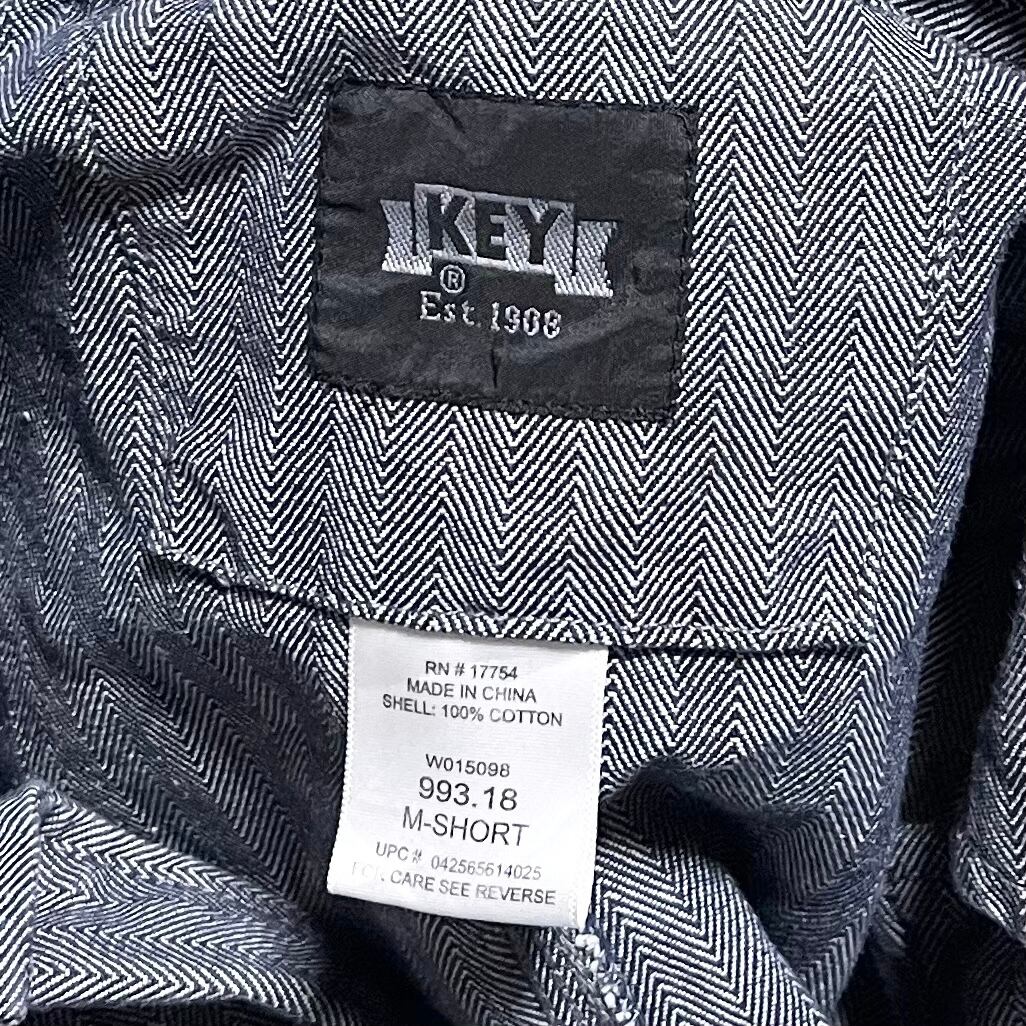 KEY
®
Est. 1908
RN # 17754
MADE IN CHINA
SHELL: 100% COTTON
W015098
993.18
M-SHORT
UPC # 042565614025
FOR CARE SEE REVERSE